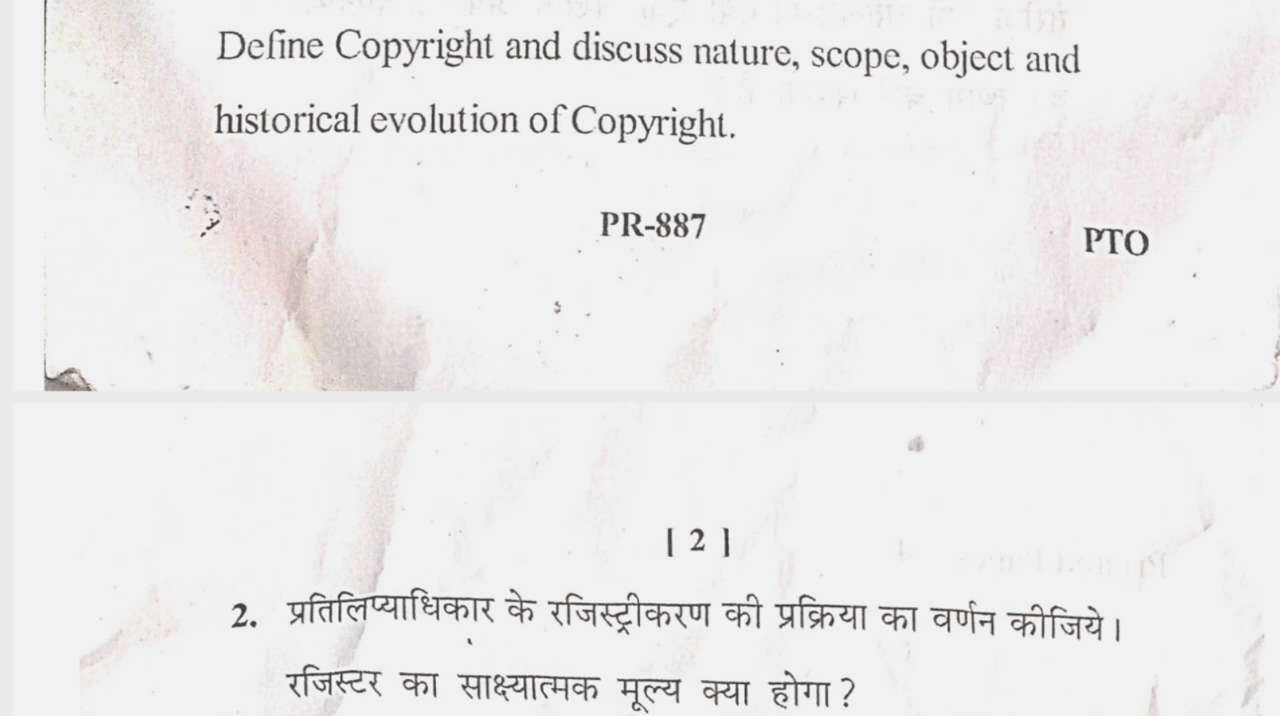 Define Copyright and discuss nature, scope, object and
historical evolution of Copyright.
PR-887
PTO
[ 2 ]
2. प्रतिलिप्याधिकार के रजिस्ट्रीकरण की प्रक्रिया का वर्णन कीजिये।
रजिस्टर का साक्ष्यात्मक मूल्य क्या होगा?